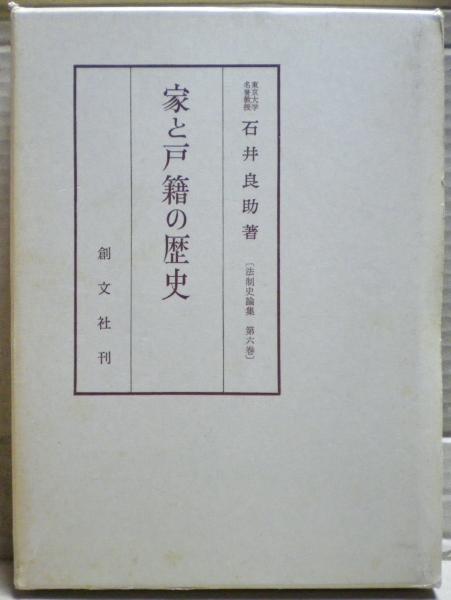 東京大学
名誉教授
石井良助著
〔法制史論集 第六巻〕
家と戸籍の歴史
創文社刊